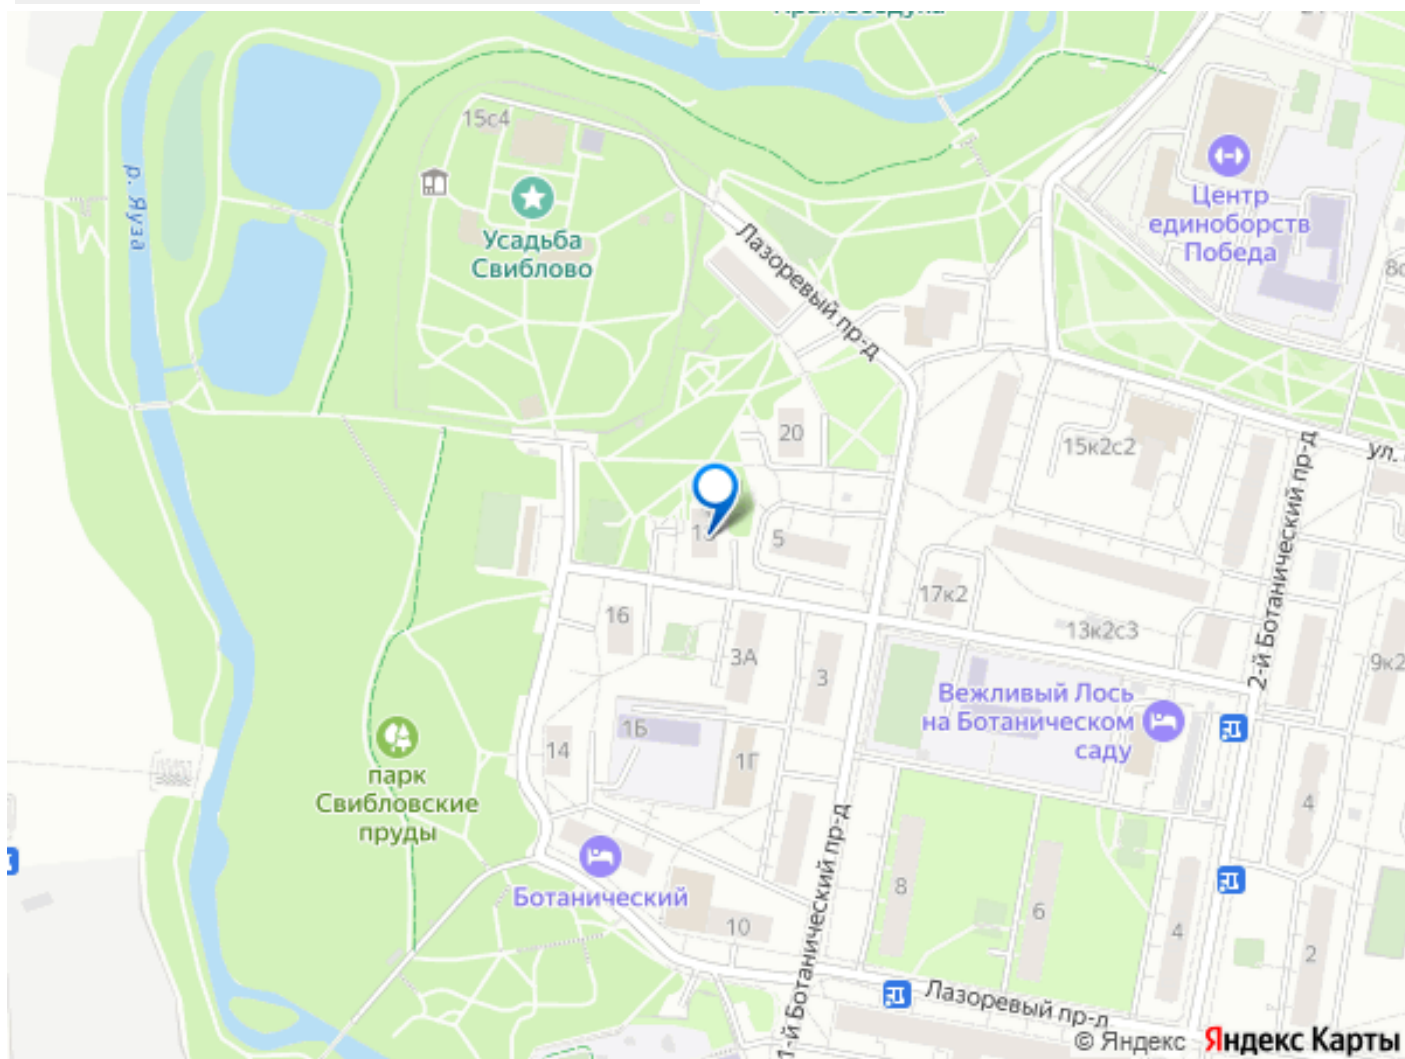 15с4
р. Яуза
Усадьба
Свиблово
Лазоревый пр-д
Центр
единоборств
Победа
20
15к2с2
ул.
5
17к2
16
13к2с3
2-й Ботанический пр-д
3А
3
9к2
Вежливый Лось
на Ботаническом
саду
1Б
14
1Г
парк
Свибловские
пруды
4
Ботанический
8
6
10
4
2
1-й Ботанический пр-д
Лазоревый пр-д
© Яндекс Яндекс Карты